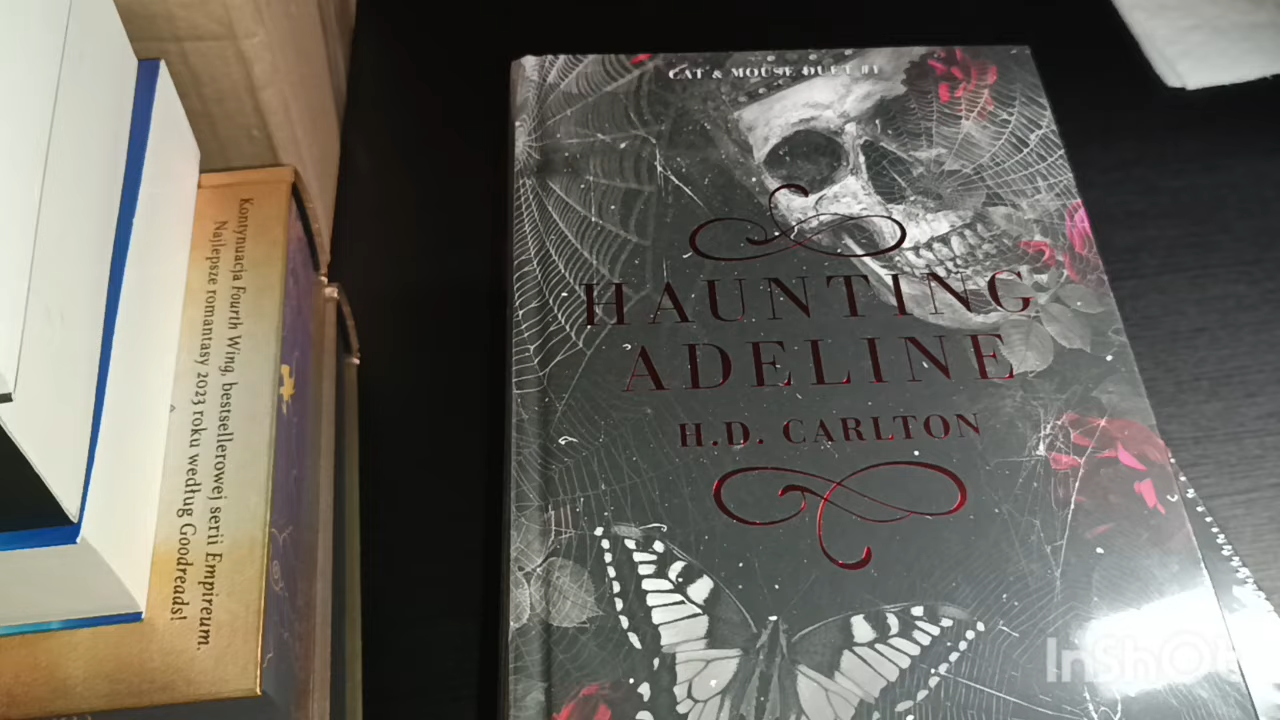 CAT & MOUSE DUET #1
HAUNTING
ADELINE
H.D. CARLTON
Kontynuacja Fourth Wing, bestsellerowej serii Empireum.
Najlepsze romantasy 2023 roku według Goodreads!
InShOt